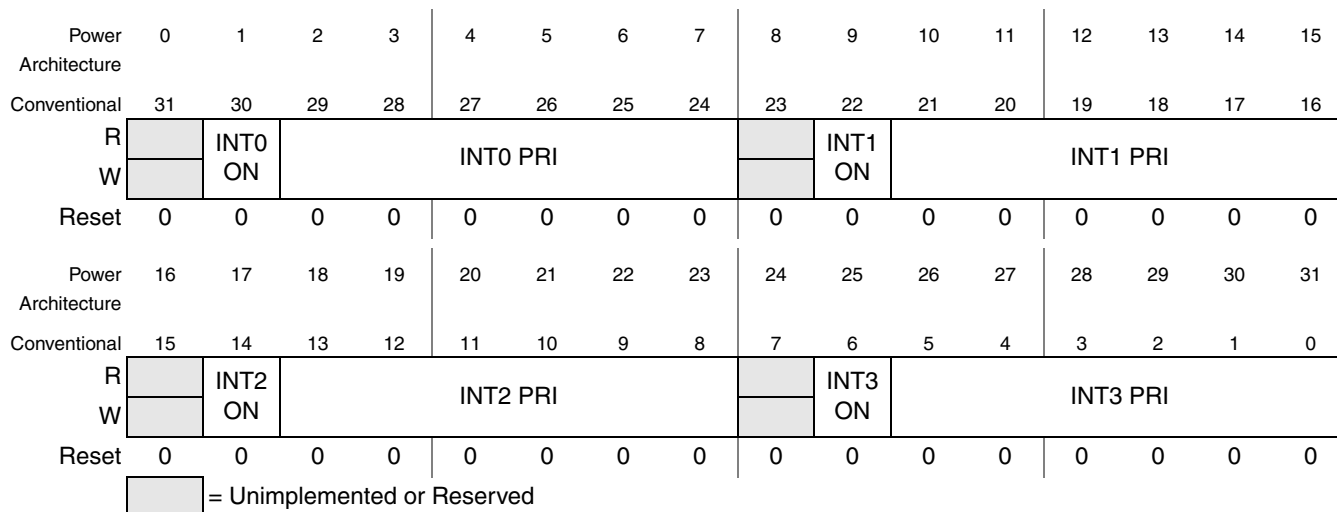 Power 0 1 2 3 4 5 6 7 8 9 10 11 12 13 14 15
Architecture
Conventional 31 30 29 28 27 26 25 24 23 22 21 20 19 18 17 16
R INT0 INT0 PRI INT1 INT1 PRI
W ON ON
Reset 0 0 0 0 0 0 0 0 0 0 0 0 0 0 0 0
Power 16 17 18 19 20 21 22 23 24 25 26 27 28 29 30 31
Architecture
Conventional 15 14 13 12 11 10 9 8 7 6 5 4 3 2 1 0
R INT2 INT2 PRI INT3 INT3 PRI
W ON ON
Reset 0 0 0 0 0 0 0 0 0 0 0 0 0 0 0 0
= Unimplemented or Reserved